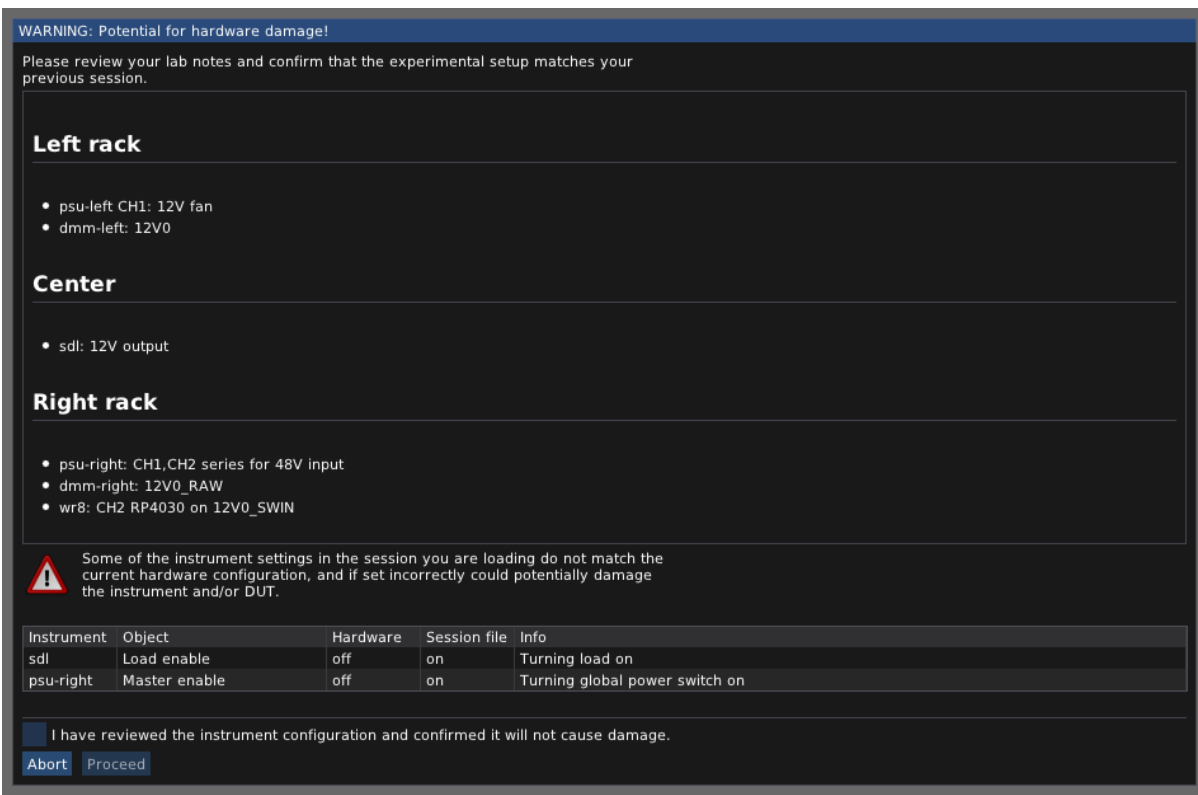 WARNING: Potential for hardware damage!
Please review your lab notes and confirm that the experimental setup matches your
previous session.
Left rack
psu-left CH1: 12V fan
dmm-left: 12V0
Center
sdl: 12V output
Right rack
psu-right: CH1,CH2 series for 48V input
dmm-right: 12V0_RAW
wr8: CH2 RP4030 on 12V0_SWIN
Some of the instrument settings in the session you are loading do not match the
current hardware configuration, and if set incorrectly could potentially damage
the instrument and/or DUT.
Instrument Object Hardware Session file Info
sdl Load enable off on Turning load on
psu-right Master enable off on Turning global power switch on
I have reviewed the instrument configuration and confirmed it will not cause damage.
Abort Proceed